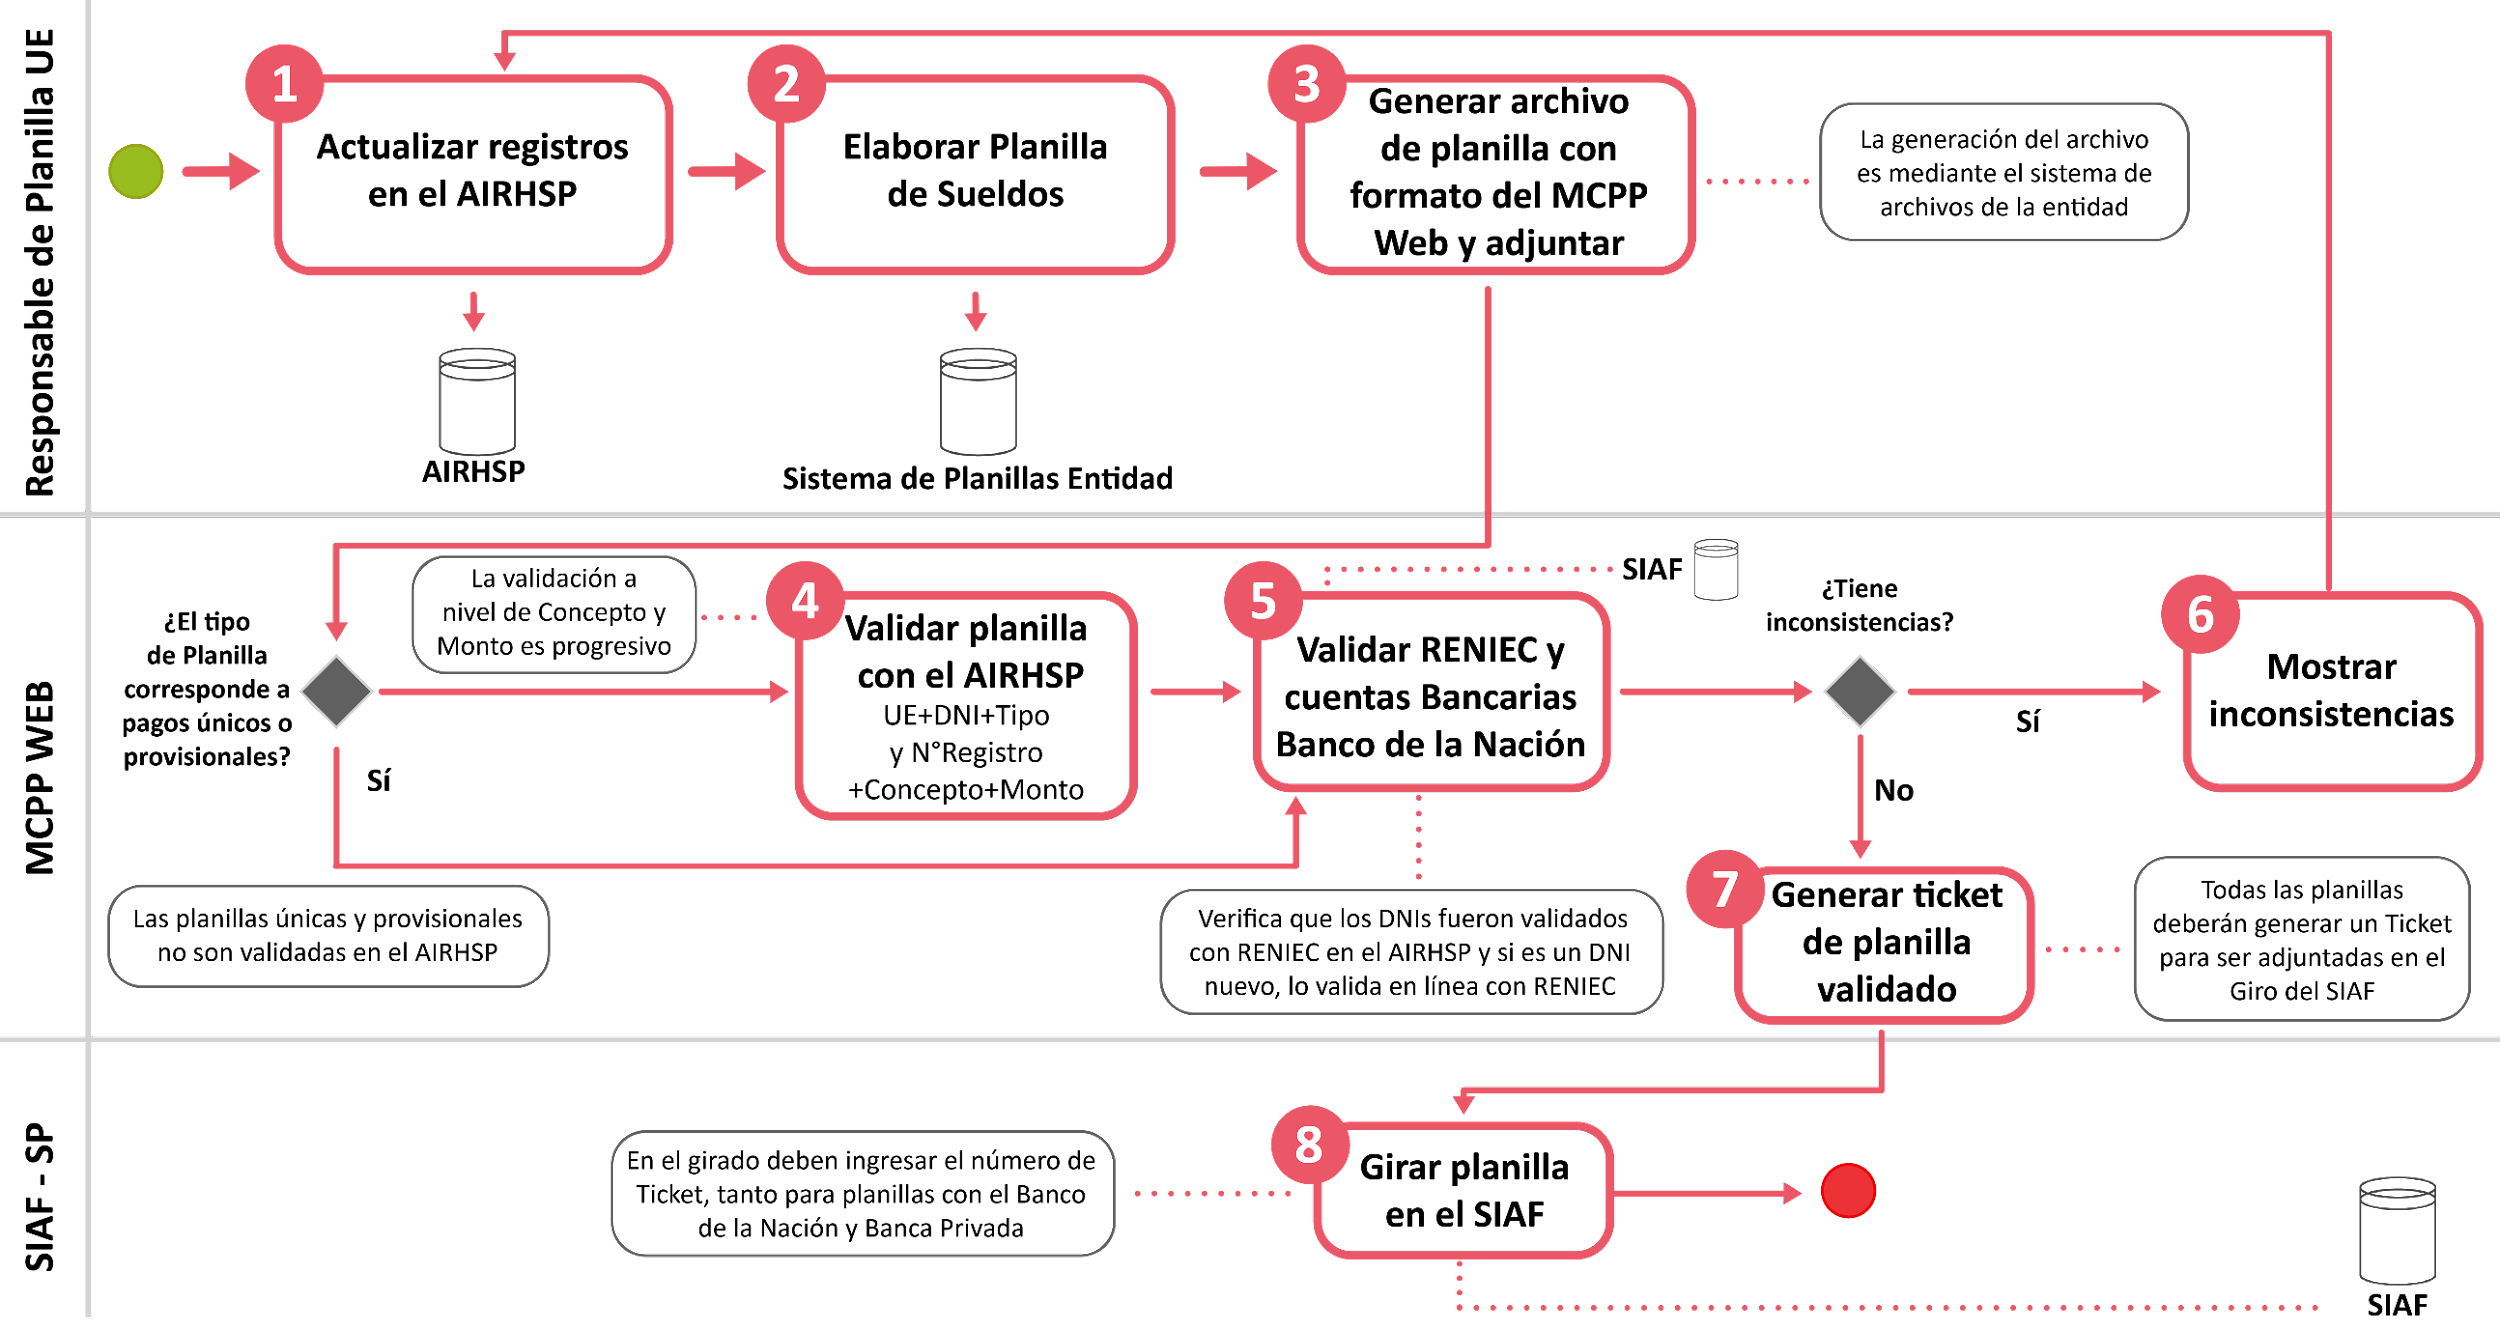 Responsable de Planilla UE
1
Actualizar registros
en el AIRHSP
AIRHSP
2
Elaborar Planilla
de Sueldos
Sistema de Planillas Entidad
3
Generar archivo
de planilla con
formato del MCPP
Web y adjuntar
La generación del archivo
es mediante el sistema de
archivos de la entidad
MCPP WEB
¿El tipo
de Planilla
corresponde a
pagos únicos o
provisionales?
Sí
Las planillas únicas y provisionales
no son validadas en el AIRHSP
La validación a
nivel de Concepto y
Monto es progresivo
4
Validar planilla
con el AIRHSP
UE+DNI+Tipo
y N°Registro
+Concepto+Monto
5
Validar RENIEC y
cuentas Bancarias
Banco de la Nación
SIAF
Verifica que los DNIs fueron validados
con RENIEC en el AIRHSP y si es un DNI
nuevo, lo valida en línea con RENIEC
¿Tiene
inconsistencias?
Sí
No
6
Mostrar
inconsistencias
7
Generar ticket
de planilla
validado
Todas las planillas
deberán generar un Ticket
para ser adjuntadas en el
Giro del SIAF
SIAF - SP
En el girado deben ingresar el número de
Ticket, tanto para planillas con el Banco
de la Nación y Banca Privada
8
Girar planilla
en el SIAF
SIAF